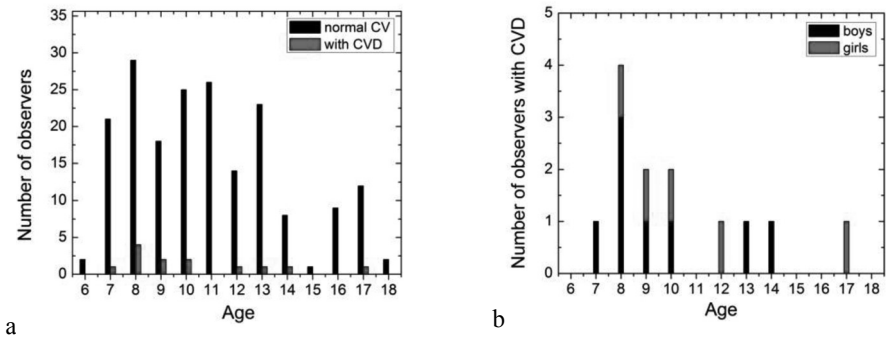 35
30
25
20
15
10
5
0
Number of observers
normal CV
with CVD
6 7 8 9 10 11 12 13 14 15 16 17 18
Age
a
5
4
3
2
1
0
Number of observers with CVD
boys
girls
6 7 8 9 10 11 12 13 14 15 16 17 18
Age
b